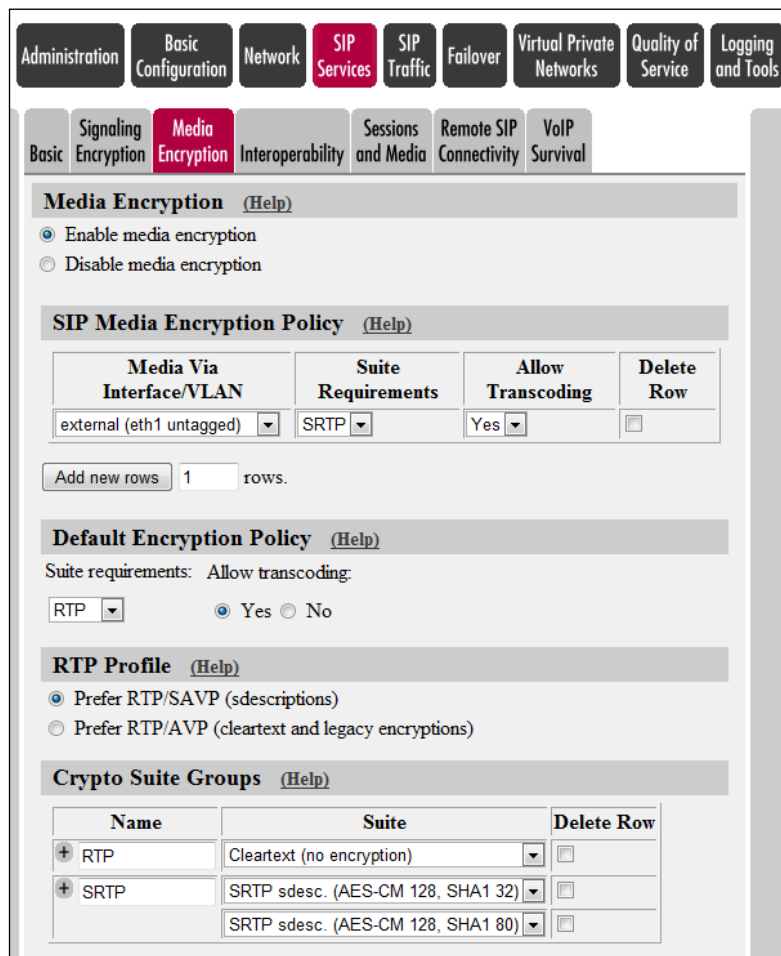 Administration
Basic Configuration
Network
SIP Services
SIP Traffic
Failover
Virtual Private Networks
Quality of Service
Logging and Tools
Basic
Signaling Encryption
Media Encryption
Interoperability
Sessions and Media
Remote SIP Connectivity
VoIP Survival
Media Encryption (Help)
Enable media encryption
Disable media encryption
SIP Media Encryption Policy (Help)
Media Via Interface/VLAN Suite Requirements Allow Transcoding Delete Row
external (eth1 untagged) SRTP Yes
Add new rows 1 rows.
Default Encryption Policy (Help)
Suite requirements: Allow transcoding:
RTP Yes No
RTP Profile (Help)
Prefer RTP/SAVP (sdescriptions)
Prefer RTP/AVP (cleartext and legacy encryptions)
Crypto Suite Groups (Help)
Name Suite Delete Row
+ RTP Cleartext (no encryption)
+ SRTP SRTP sdesc. (AES-CM 128, SHA1 32)
SRTP sdesc. (AES-CM 128, SHA1 80)